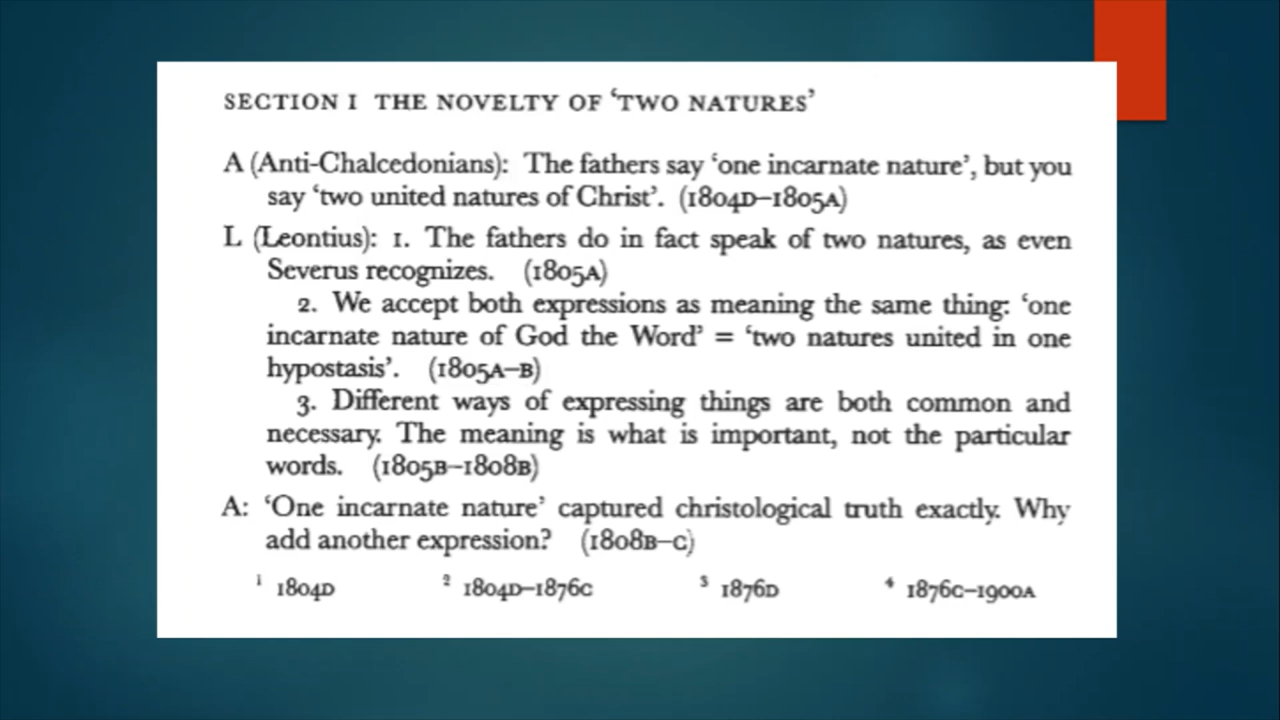 SECTION I THE NOVELTY OF ‘TWO NATURES’
A (Anti-Chalcedonians): The fathers say ‘one incarnate nature’, but you
say ‘two united natures of Christ’. (1804D–1805A)
L (Leontius): 1. The fathers do in fact speak of two natures, as even
Severus recognizes. (1805A)
2. We accept both expressions as meaning the same thing: ‘one
incarnate nature of God the Word’ = ‘two natures united in one
hypostasis’. (1805A–B)
3. Different ways of expressing things are both common and
necessary. The meaning is what is important, not the particular
words. (1805B–1808B)
A: ‘One incarnate nature’ captured christological truth exactly. Why
add another expression? (1808B–C)
¹ 1804D ² 1804D–1876C ³ 1876D ⁴ 1876C–1900A